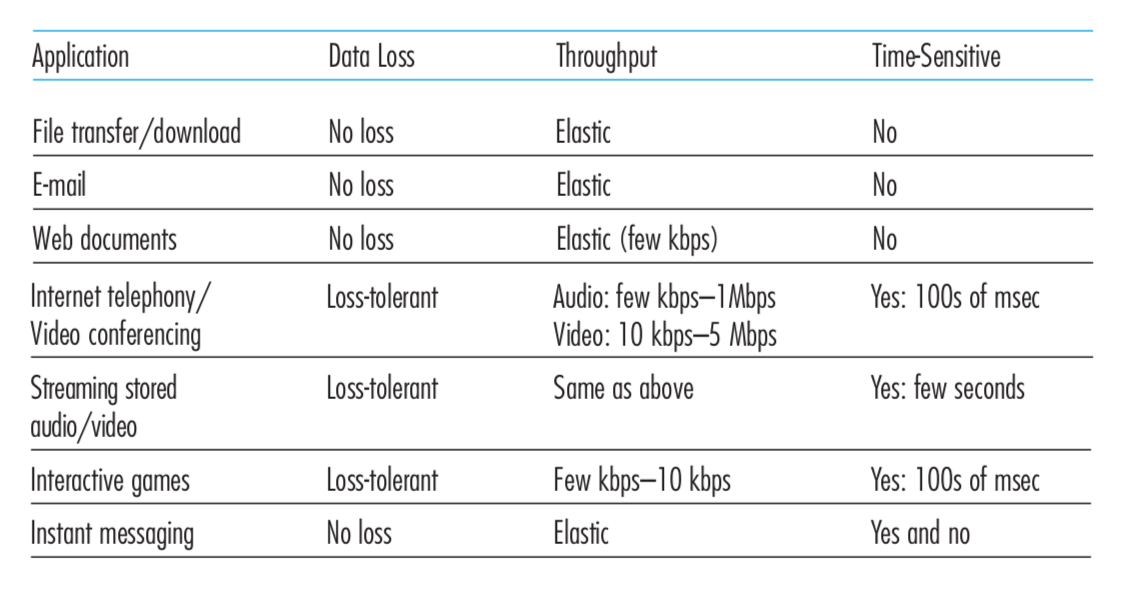 Application Data Loss Throughput Time-Sensitive
File transfer/download No loss Elastic No
E-mail No loss Elastic No
Web documents No loss Elastic (few kbps) No
Internet telephony/ Loss-tolerant Audio: few kbps–1Mbps Yes: 100s of msec
Video conferencing Video: 10 kbps–5 Mbps
Streaming stored Loss-tolerant Same as above Yes: few seconds
audio/video
Interactive games Loss-tolerant Few kbps–10 kbps Yes: 100s of msec
Instant messaging No loss Elastic Yes and no